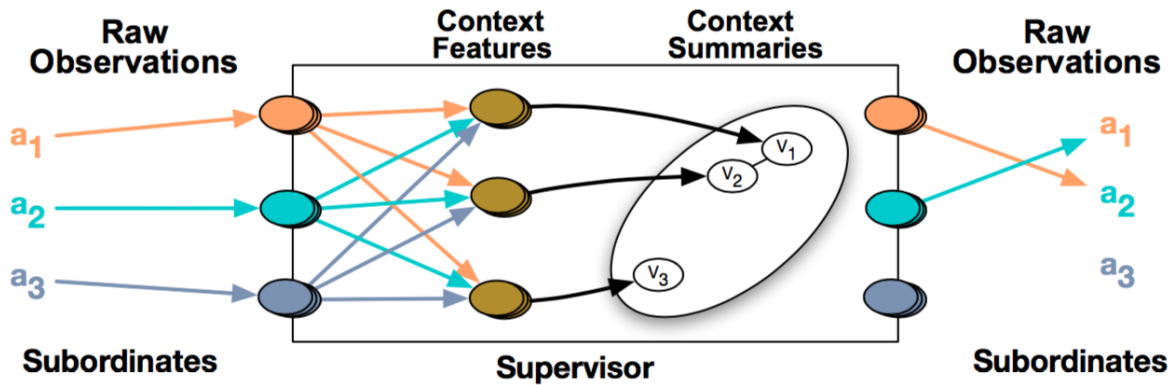 Raw
Observations
Context
Features
Context
Summaries
Raw
Observations
a1
a2
a3
v1
v2
v3
a1
a2
a3
Subordinates
Supervisor
Subordinates